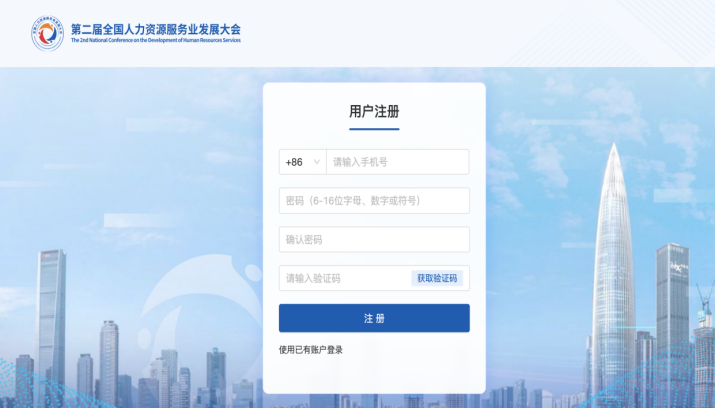 第二届全国人力资源服务业发展大会
The 2nd National Conference on the Development of Human Resources Services
用户注册
+86 请输入手机号
密码（6-16位字母、数字或符号）
确认密码
请输入验证码 获取验证码
注 册
使用已有账户登录